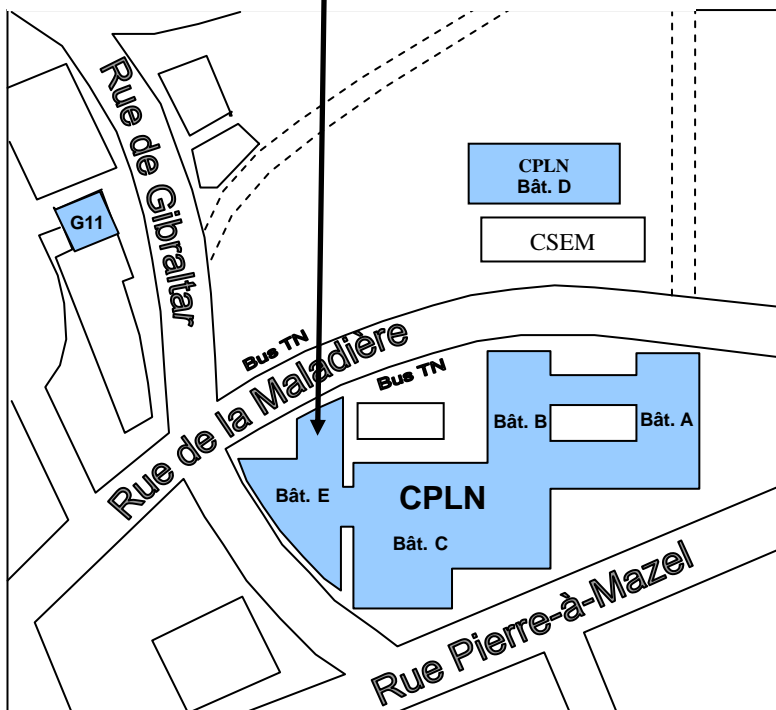 Rue de Gibraltar
CPLN
Bât. D
G11
CSEM
Bus TN
Rue de la Maladière
Bus TN
Bât. B
Bât. A
Bât. E
CPLN
Bât. C
Rue Pierre-à-Mazel